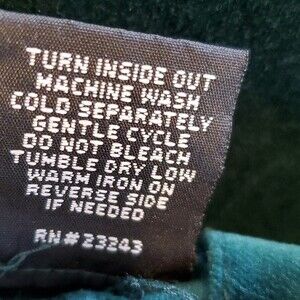 TURN INSIDE OUT
MACHINE WASH
COLD SEPARATELY
GENTLE CYCLE
DO NOT BLEACH
TUMBLE DRY LOW
WARM IRON ON
REVERSE SIDE
IF NEEDED
RN#23243